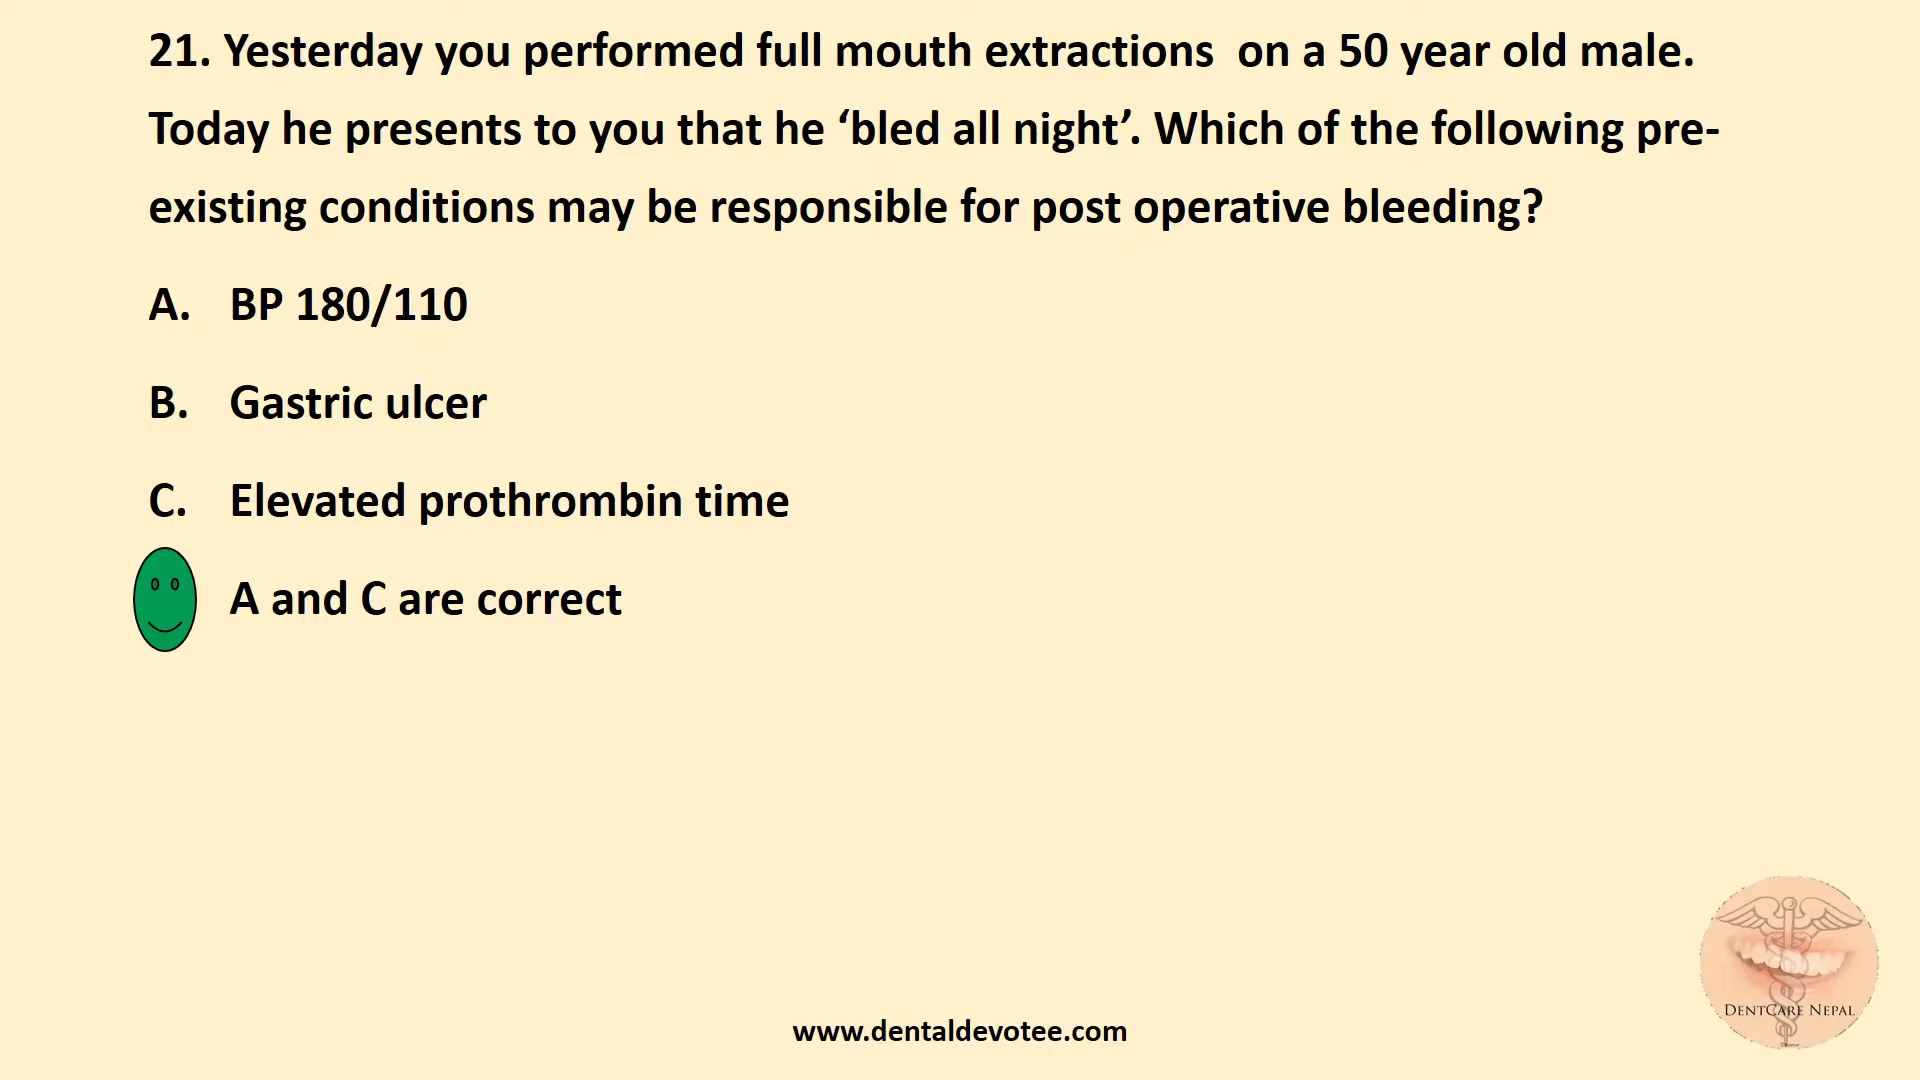 21. Yesterday you performed full mouth extractions  on a 50 year old male.
Today he presents to you that he ‘bled all night’. Which of the following pre-
existing conditions may be responsible for post operative bleeding?
A. BP 180/110
B. Gastric ulcer
C. Elevated prothrombin time
A and C are correct
DentCare Nepal
www.dentaldevotee.com